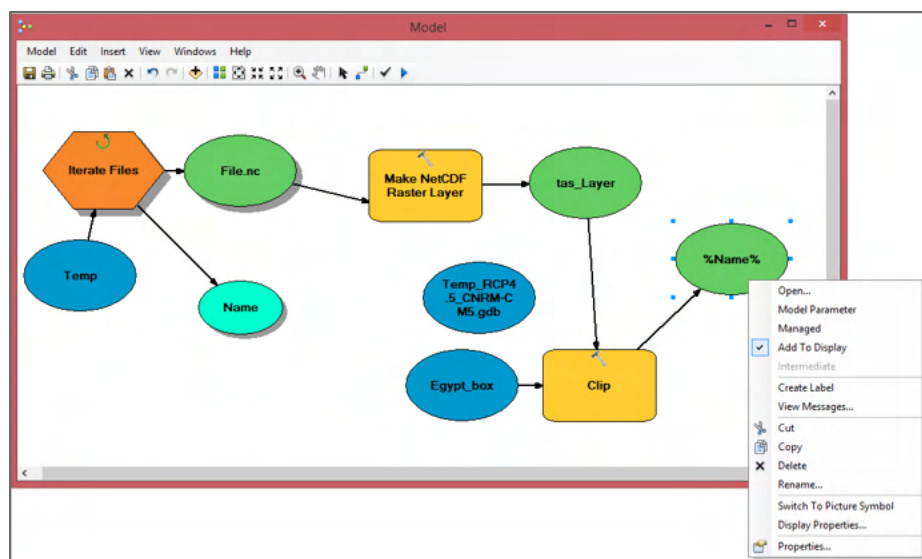 Model
Model Edit Insert View Windows Help
Iterate Files
File.nc
Make NetCDF
Raster Layer
tas_Layer
Temp
Name
Temp_RCP4
.5_CNRM-C
M5.gdb
%Name%
Egypt_box
Clip
Open...
Model Parameter
Managed
Add To Display
Intermediate
Create Label
View Messages...
Cut
Copy
Delete
Rename...
Switch To Picture Symbol
Display Properties...
Properties...